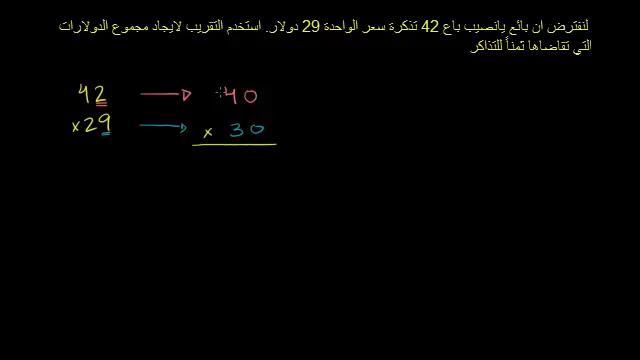 لنفترض ان بائع يانصيب باع 42 تذكرة سعر الواحدة 29 دولار. استخدم التقريب لايجاد مجموع الدولارات
التي تقاضاها ثمناً للتذاكر
42 → 40
×29 → × 30